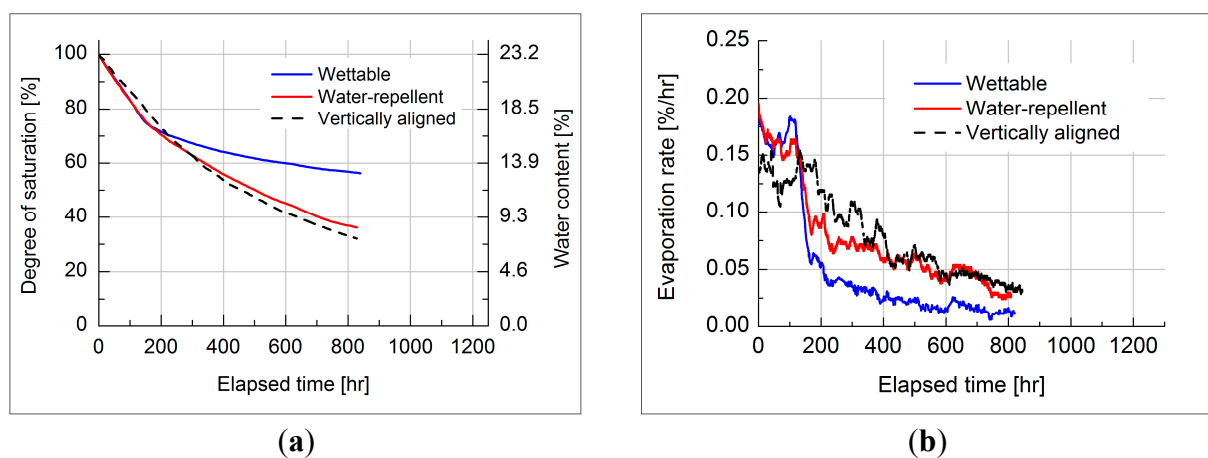 100
80
60
40
20
0
Degree of saturation [%]
Wettable
Water-repellent
Vertically aligned
23.2
18.5
13.9
9.3
4.6
0.0
Water content [%]
0 200 400 600 800 1000 1200
Elapsed time [hr]
(a)
0.25
0.20
0.15
0.10
0.05
0.00
Evaporation rate [%/hr]
Wettable
Water-repellent
Vertically aligned
0 200 400 600 800 1000 1200
Elapsed time [hr]
(b)